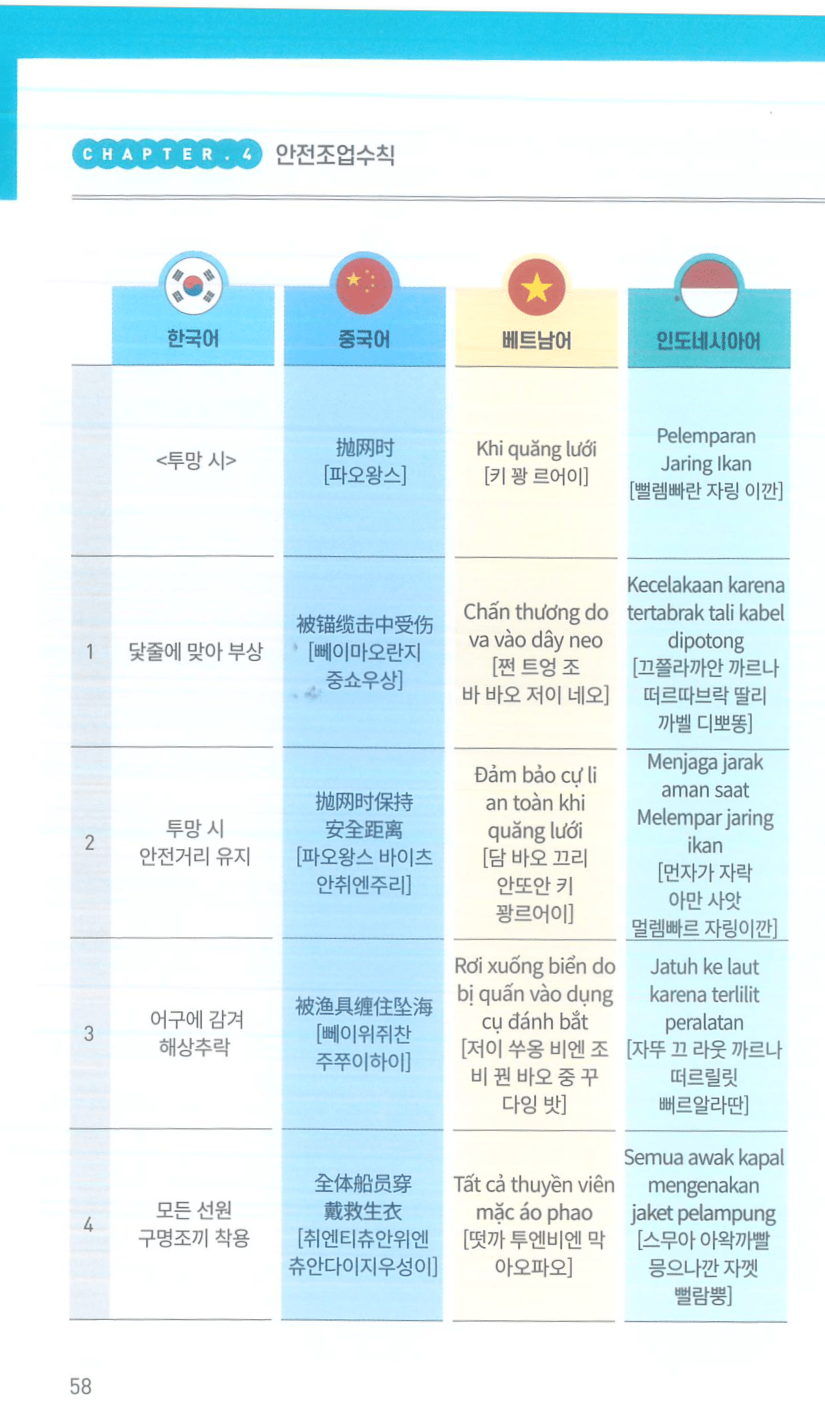 CHAPTER.4 안전조업수칙
한국어
중국어
베트남어
인도네시아어
<투망 시>
抛网时
[파오왕스]
Khi quăng lưới
[키 꽝 르어이]
Pelemparan
Jaring Ikan
[뻘렘빠란 자링 이깐]
1
닻줄에 맞아 부상
被锚缆击中受伤
[뻬이마오란지
중쇼우상]
Chấn thương do
va vào dây neo
[쩐 트엉 조
바 바오 저이 네오]
Kecelakaan karena
tertabrak tali kabel
dipotong
[끄쯜라까안 까르나
떠르따브락 딸리
까벨 디뽀똥]
2
투망 시
안전거리 유지
抛网时保持
安全距离
[파오왕스 바이츠
안취엔주리]
Đảm bảo cự li
an toàn khi
quăng lưới
[담 바오 끄리
안또안 키
꽝르어이]
Menjaga jarak
aman saat
Melempar jaring
ikan
[먼자가 자락
아만 사앗
멀렘빠르 자링이깐]
3
어구에 감겨
해상추락
被渔具缠住坠海
[뻬이위쥐찬
주쭈이하이]
Rơi xuống biển do
bị quấn vào dụng
cụ đánh bắt
[저이 쑤옹 비엔 조
비 꿘 바오 중 꾸
다잉 밧]
Jatuh ke laut
karena terlilit
peralatan
[자뚜 끄 라웃 까르나
떠르릴릿
뻐르알라딴]
4
모든 선원
구명조끼 착용
全体船员穿
戴救生衣
[취엔티츄안위엔
츄안다이지우성이]
Tất cả thuyền viên
mặc áo phao
[떳까 투엔비엔 막
아오파오]
Semua awak kapal
mengenakan
jaket pelampung
[스무아 아왁까빨
믕으나깐 자껫
뻘람뿡]
58